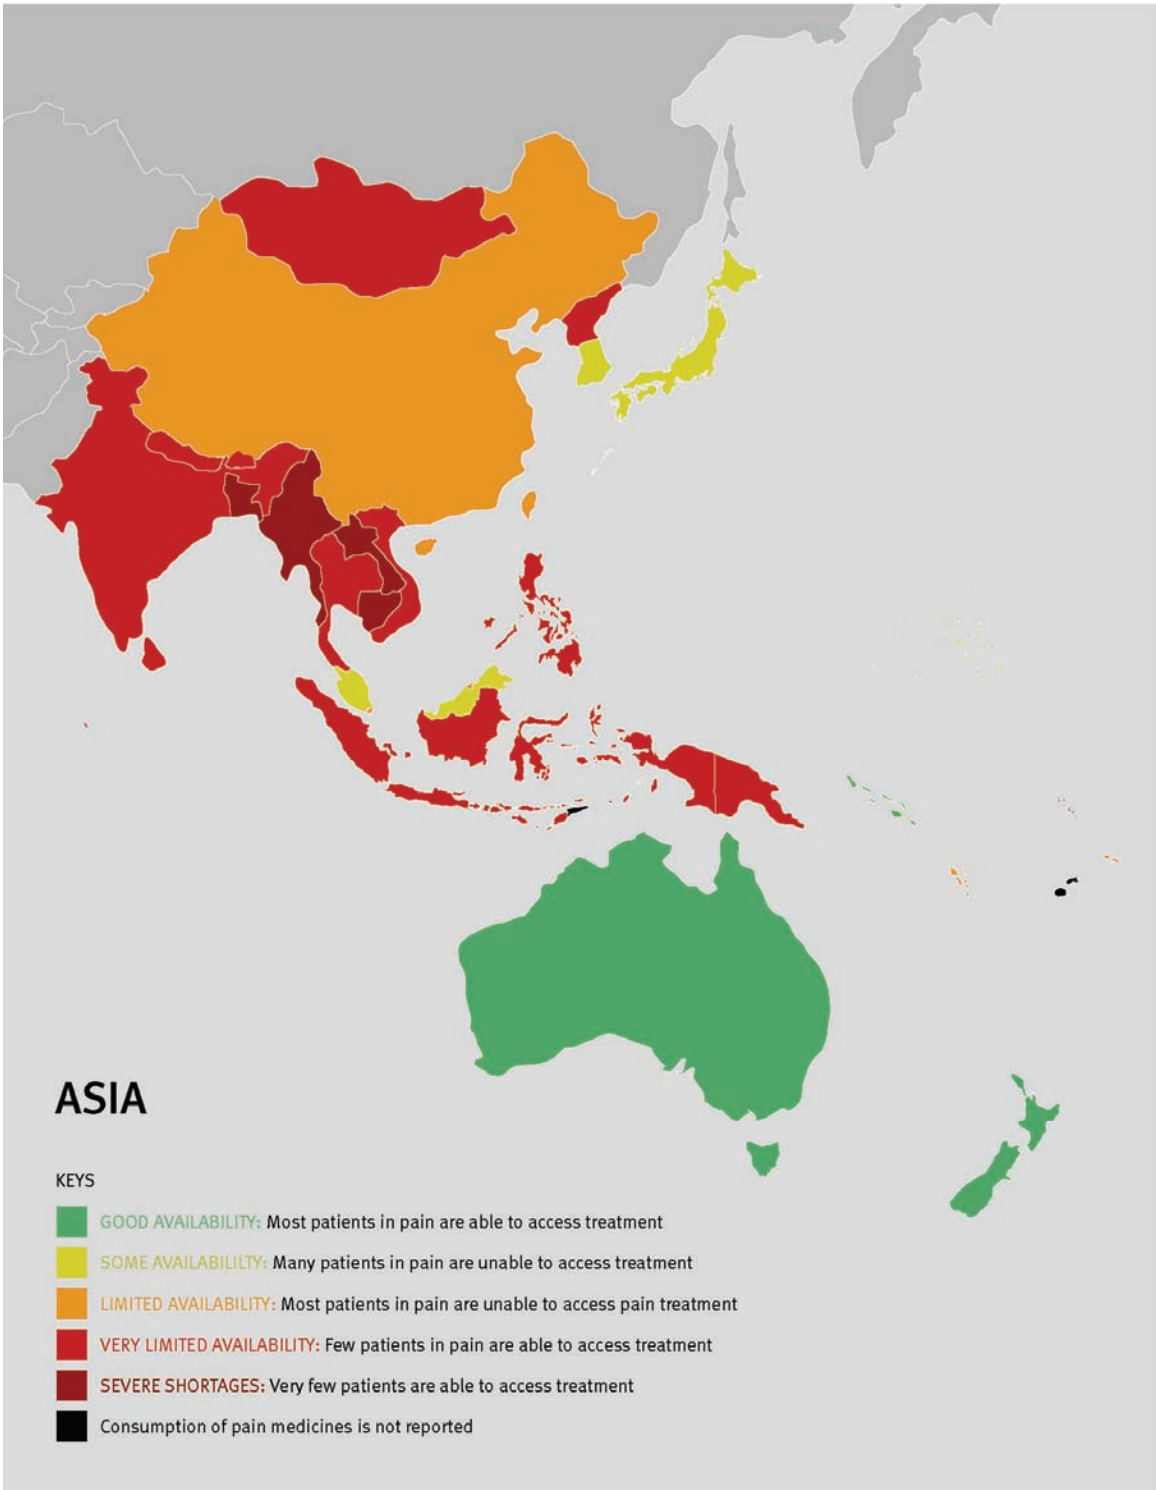 ASIA
KEYS
GOOD AVAILABILITY: Most patients in pain are able to access treatment
SOME AVAILABILILTY: Many patients in pain are unable to access treatment
LIMITED AVAILABILITY: Most patients in pain are unable to access pain treatment
VERY LIMITED AVAILABILITY: Few patients in pain are able to access treatment
SEVERE SHORTAGES: Very few patients are able to access treatment
Consumption of pain medicines is not reported